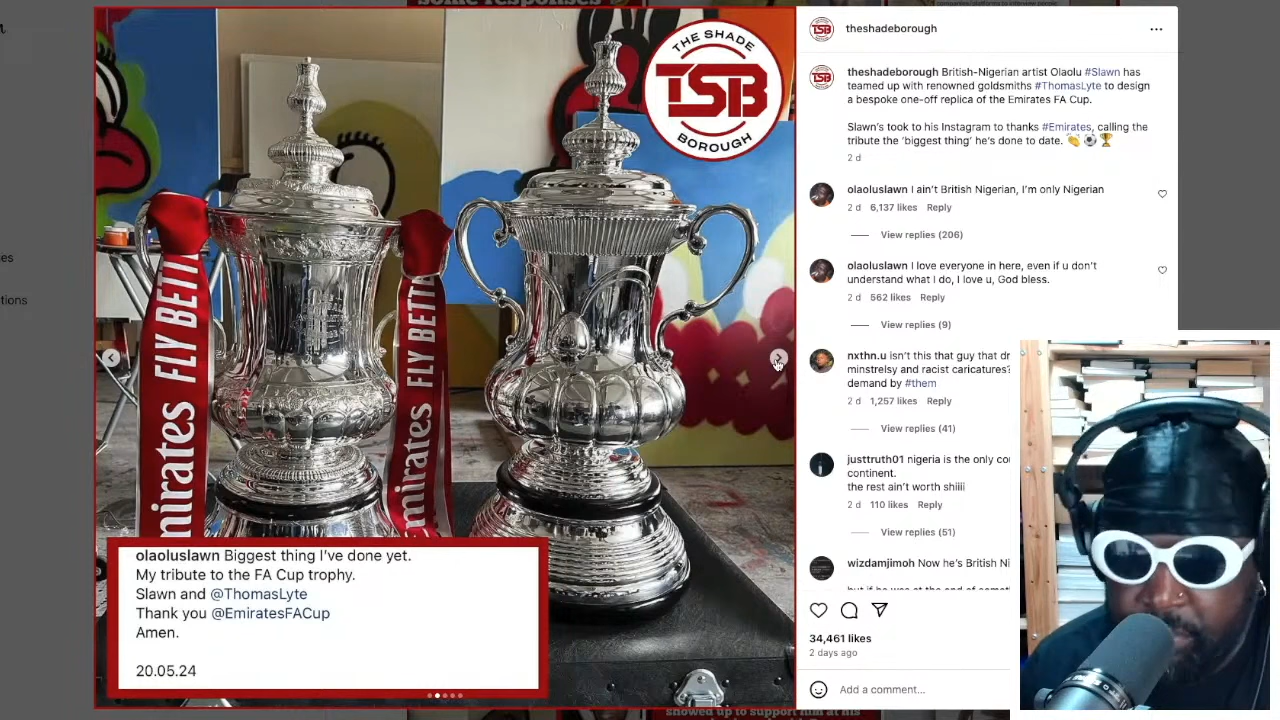 THE SHADE
TSB
BOROUGH
FLY BETT
Emirates
FLY BETTE
Emirates
olaoluslawn Biggest thing I've done yet.
My tribute to the FA Cup trophy.
Slawn and @ThomasLyte
Thank you @EmiratesFACup
Amen.
20.05.24
TSB
theshadeborough
TSB
theshadeborough British-Nigerian artist Olaolu #Slawn has
teamed up with renowned goldsmiths #ThomasLyte to design
a bespoke one-off replica of the Emirates FA Cup.
Slawn's took to his Instagram to thanks #Emirates, calling the
tribute the 'biggest thing' he's done to date.
2 d
olaoluslawn I ain't British Nigerian, I'm only Nigerian
2 d 6,137 likes Reply
View replies (206)
olaoluslawn I love everyone in here, even if u don't
understand what I do, I love u, God bless.
2 d 562 likes Reply
View replies (9)
nxthn.u isn't this that guy that dr
minstrelsy and racist caricatures?
demand by #them
2 d 1,257 likes Reply
View replies (41)
justtruth01 nigeria is the only cou
continent.
the rest ain't worth shiiii
2 d 110 likes Reply
View replies (51)
wizdamjimoh Now he's British Ni
34,461 likes
2 days ago
Add a comment...